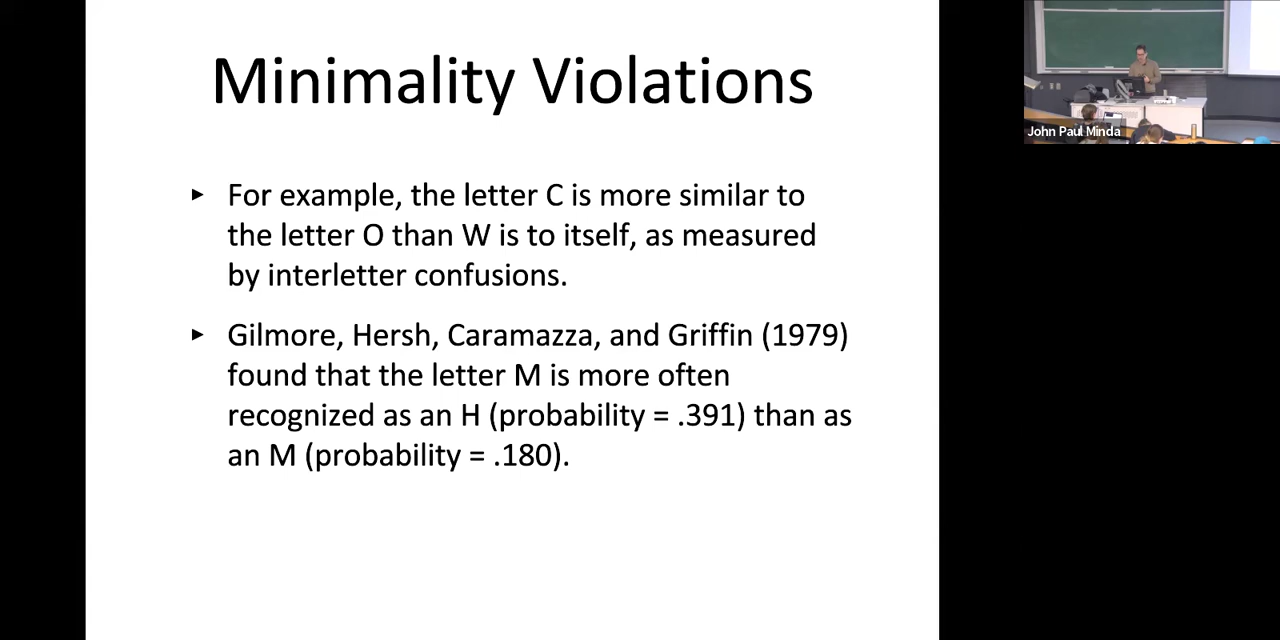 Minimality Violations
► For example, the letter C is more similar to
the letter O than W is to itself, as measured
by interletter confusions.
► Gilmore, Hersh, Caramazza, and Griffin (1979)
found that the letter M is more often
recognized as an H (probability = .391) than as
an M (probability = .180).
John Paul Minda